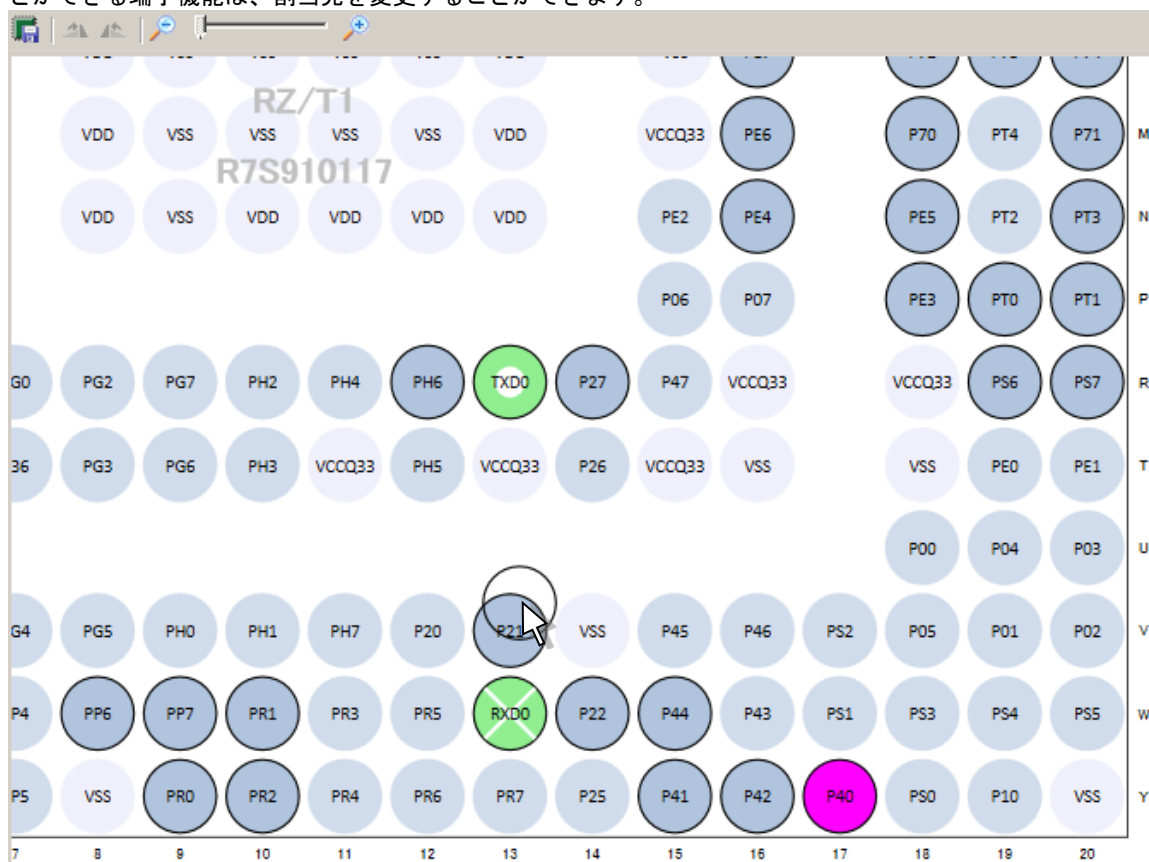 とができる端子機能は、割当先を変更することができます。
RZ/T1
VDD VSS VSS VSS VSS VDD VCCQ33 PE6 P70 PT4 P71 M
R7S910117
VDD VSS VDD VDD VDD VDD PE2 PE4 PE5 PT2 PT3 N
P06 P07 PE3 PT0 PT1 P
G0 PG2 PG7 PH2 PH4 PH6 TXD0 P27 P47 VCCQ33 VCCQ33 PS6 PS7 R
36 PG3 PG6 PH3 VCCQ33 PH5 VCCQ33 P26 VCCQ33 VSS VSS PE0 PE1 T
P00 P04 P03 U
G4 PG5 PH0 PH1 PH7 P20 P21 VSS P45 P46 PS2 P05 P01 P02 V
P4 PP6 PP7 PR1 PR3 PR5 RXD0 P22 P44 P43 PS1 PS3 PS4 PS5 W
P5 VSS PR0 PR2 PR4 PR6 PR7 P25 P41 P42 P40 PS0 P10 VSS Y
7 8 9 10 11 12 13 14 15 16 17 18 19 20